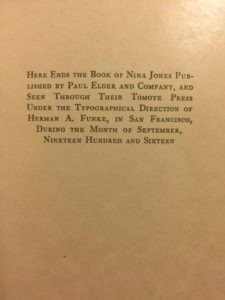 Here Ends the Book of Nina Jones Pub-
lished by Paul Elder and Company, and
Seen Through Their Tomoye Press
Under the Typographical Direction of
Herman A. Funke, in San Francisco,
During the Month of September,
Nineteen Hundred and Sixteen